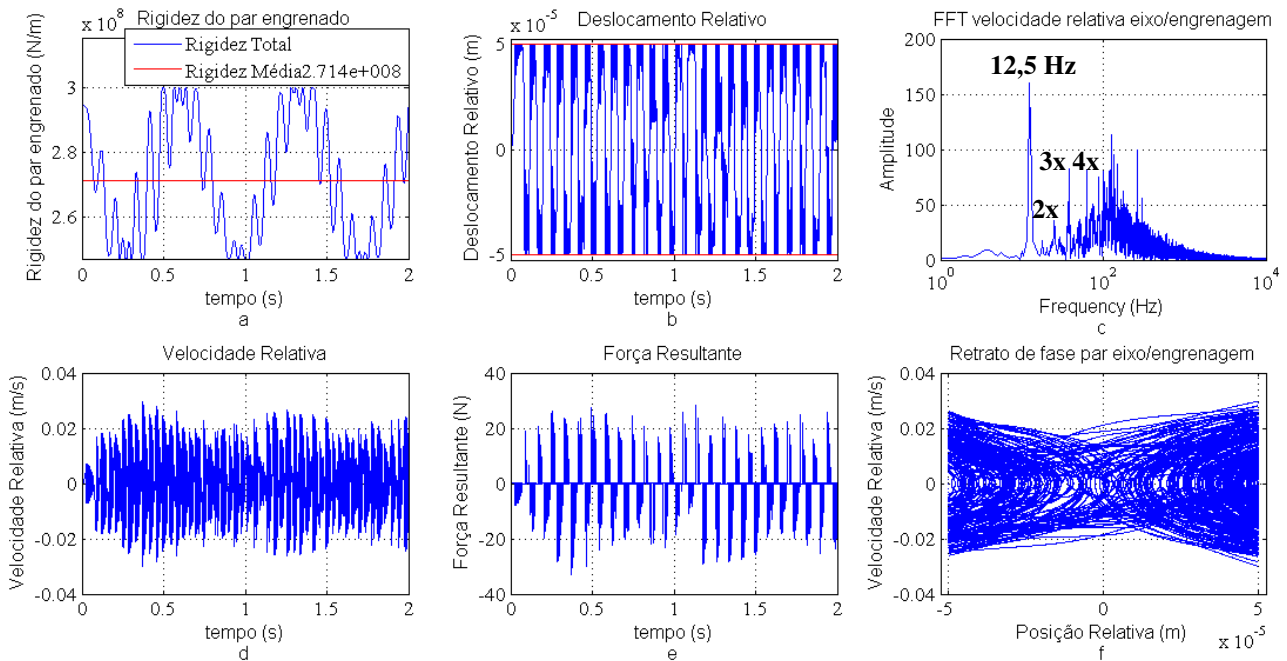 x 10^8
Rigidez do par engrenado
Rigidez do par engrenado (N/m)
Rigidez Total
Rigidez Média2.714e+008
3
2.8
2.6
0
0.5
1
1.5
2
tempo (s)
a
x 10^-5
Deslocamento Relativo
Deslocamento Relativo (m)
5
0
-5
0
0.5
1
1.5
2
tempo (s)
b
FFT velocidade relativa eixo/engrenagem
Amplitude
200
150
100
50
0
12,5 Hz
3x 4x
2x
10^0
10^2
10^4
Frequency (Hz)
c
Velocidade Relativa
Velocidade Relativa (m/s)
0.04
0.02
0
-0.02
-0.04
0
0.5
1
1.5
2
tempo (s)
d
Força Resultante
Força Resultante (N)
40
20
0
-20
-40
0
0.5
1
1.5
2
tempo (s)
e
Retrato de fase par eixo/engrenagem
Velocidade Relativa (m/s)
0.04
0.02
0
-0.02
-0.04
-5
0
5
Posição Relativa (m)
x 10^-5
f